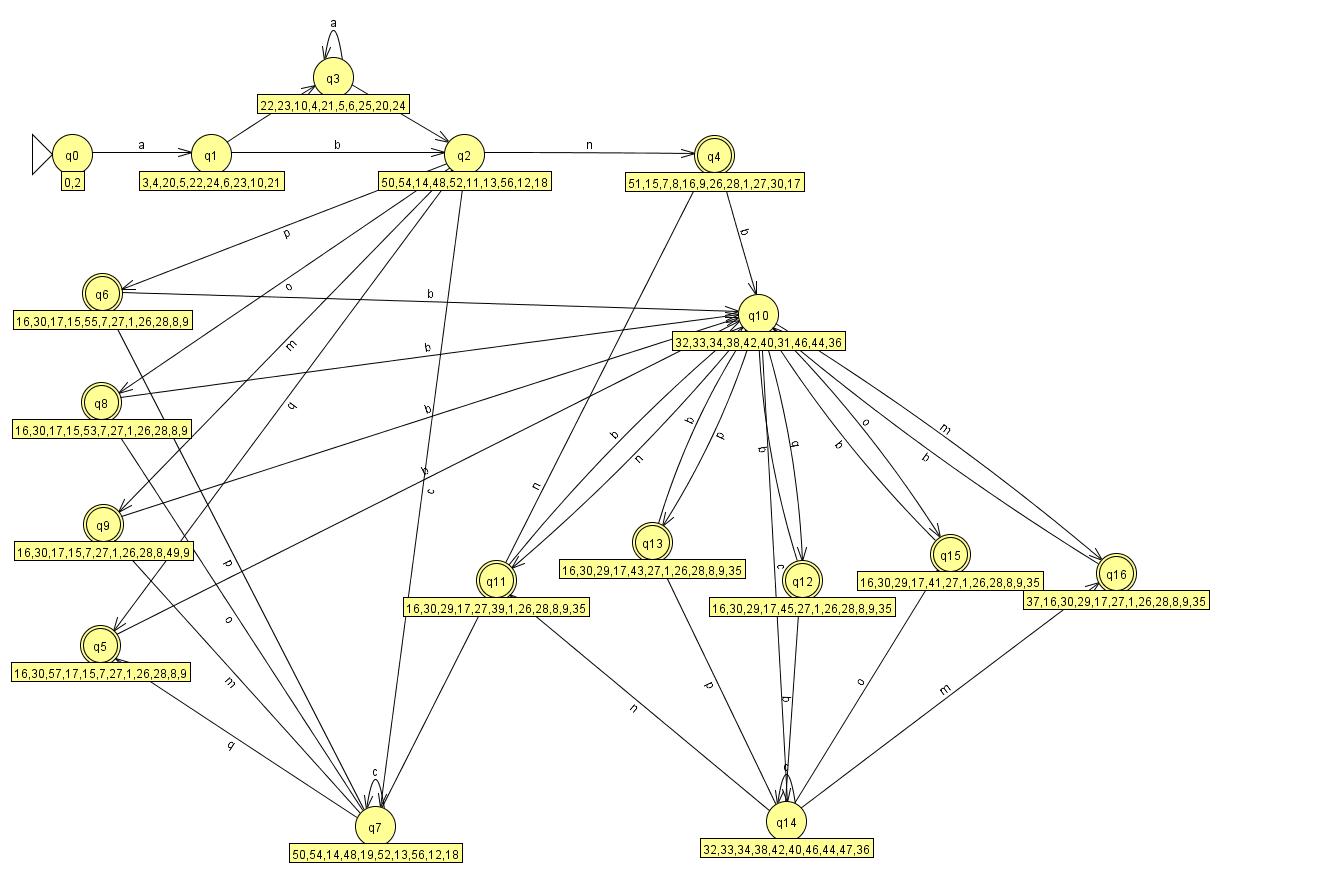 a
q3
22,23,10,4,21,5,6,25,20,24
q0
a
q1
b
q2
n
q4
0,2
3,4,20,5,22,24,6,23,10,21
50,54,14,48,52,11,13,56,12,18
51,15,7,8,16,9,26,28,1,27,30,17
p
b
q6
o
b
q10
16,30,17,15,55,7,27,1,26,28,8,9
m
b
32,33,34,38,42,40,31,46,44,36
q8
q
b
16,30,17,15,53,7,27,1,26,28,8,9
b
p
b
o
m
b
q
b
b
n
b
c
n
q9
16,30,17,15,7,27,1,26,28,8,49,9
q13
q15
p
c
q11
16,30,29,17,43,27,1,26,28,8,9,35
q12
16,30,29,17,41,27,1,26,28,8,9,35
q16
16,30,29,17,27,39,1,26,28,8,9,35
16,30,29,17,45,27,1,26,28,8,9,35
37,16,30,29,17,27,1,26,28,8,9,35
o
q5
16,30,57,17,15,7,27,1,26,28,8,9
m
p
q
o
m
n
q
c
c
q7
q14
50,54,14,48,19,52,13,56,12,18
32,33,34,38,42,40,46,44,47,36